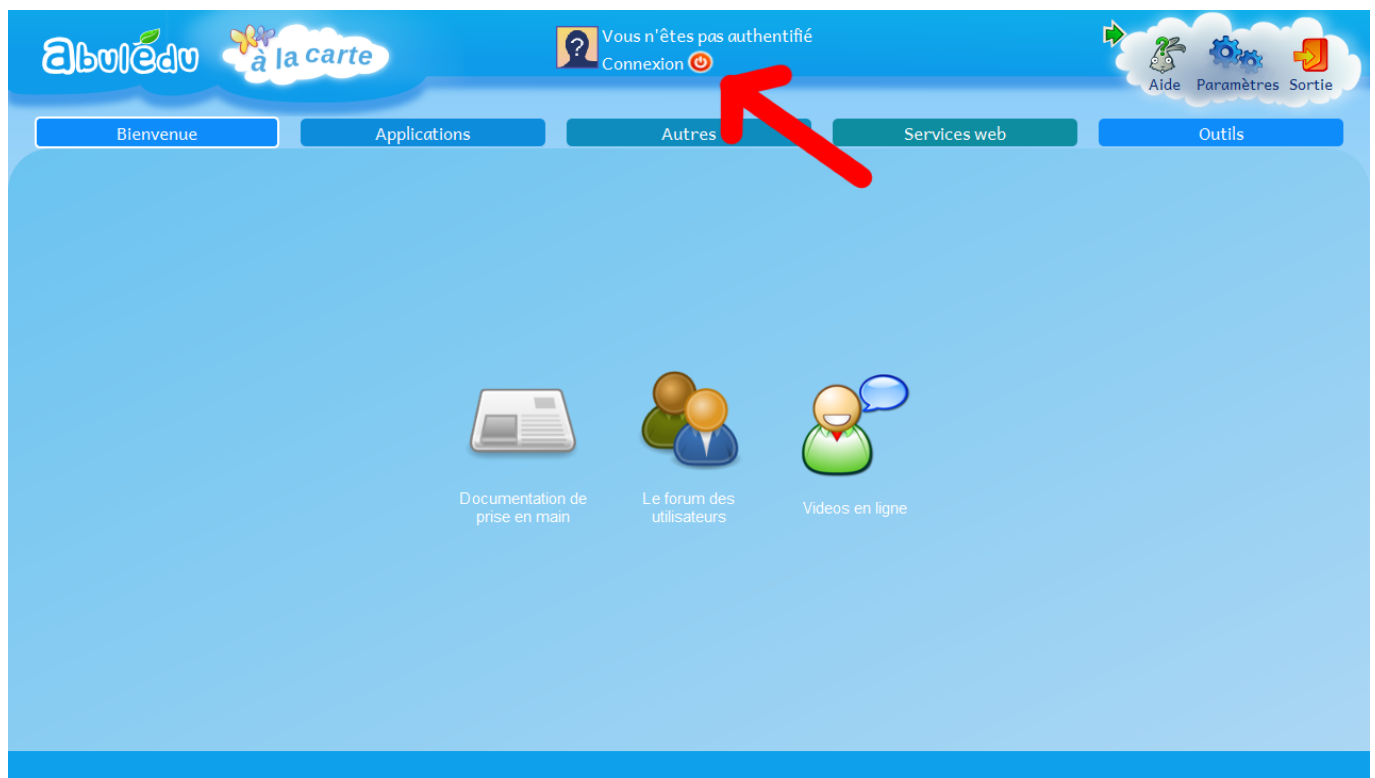 abulédu
à la carte
?
Vous n'êtes pas authentifié
Connexion
?
Aide
Paramètres
Sortie
Bienvenue
Applications
Autres
Services web
Outils
Documentation de
prise en main
Le forum des
utilisateurs
Videos en ligne